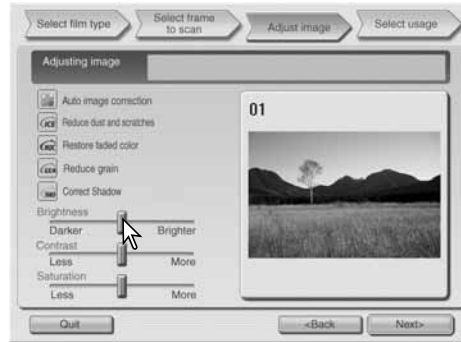 Select film type
Select frame
to scan
Adjust image
Select usage
Adjusting image
Auto image correction
Reduce dust and scratches
Restore faded color
Reduce grain
Correct Shadow
Brightness
Darker
Brighter
Contrast
Less
More
Saturation
Less
More
01
Quit
<Back
Next>